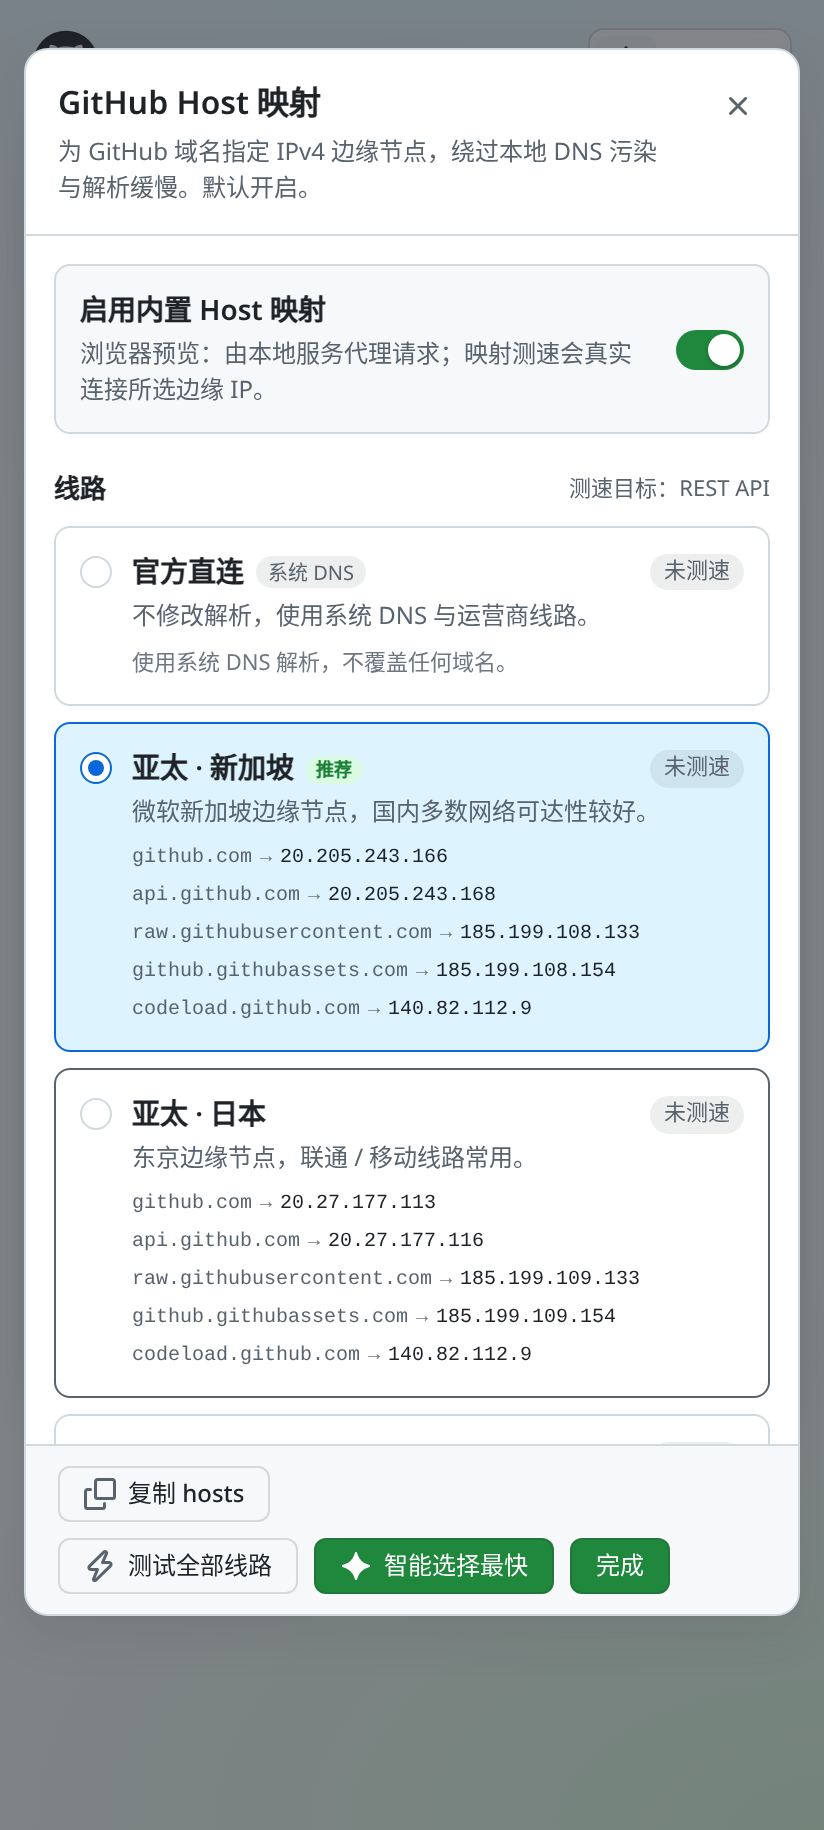 GitHub Host 映射
为 GitHub 域名指定 IPv4 边缘节点，绕过本地 DNS 污染
与解析缓慢。默认开启。
启用内置 Host 映射
浏览器预览：由本地服务代理请求；映射测速会真实
连接所选边缘 IP。
线路
测速目标：REST API
官方直连 系统 DNS 未测速
不修改解析，使用系统 DNS 与运营商线路。
使用系统 DNS 解析，不覆盖任何域名。
亚太 · 新加坡 推荐 未测速
微软新加坡边缘节点，国内多数网络可达性较好。
github.com → 20.205.243.166
api.github.com → 20.205.243.168
raw.githubusercontent.com → 185.199.108.133
github.githubassets.com → 185.199.108.154
codeload.github.com → 140.82.112.9
亚太 · 日本 未测速
东京边缘节点，联通 / 移动线路常用。
github.com → 20.27.177.113
api.github.com → 20.27.177.116
raw.githubusercontent.com → 185.199.109.133
github.githubassets.com → 185.199.109.154
codeload.github.com → 140.82.112.9
复制 hosts
测试全部线路
智能选择最快
完成